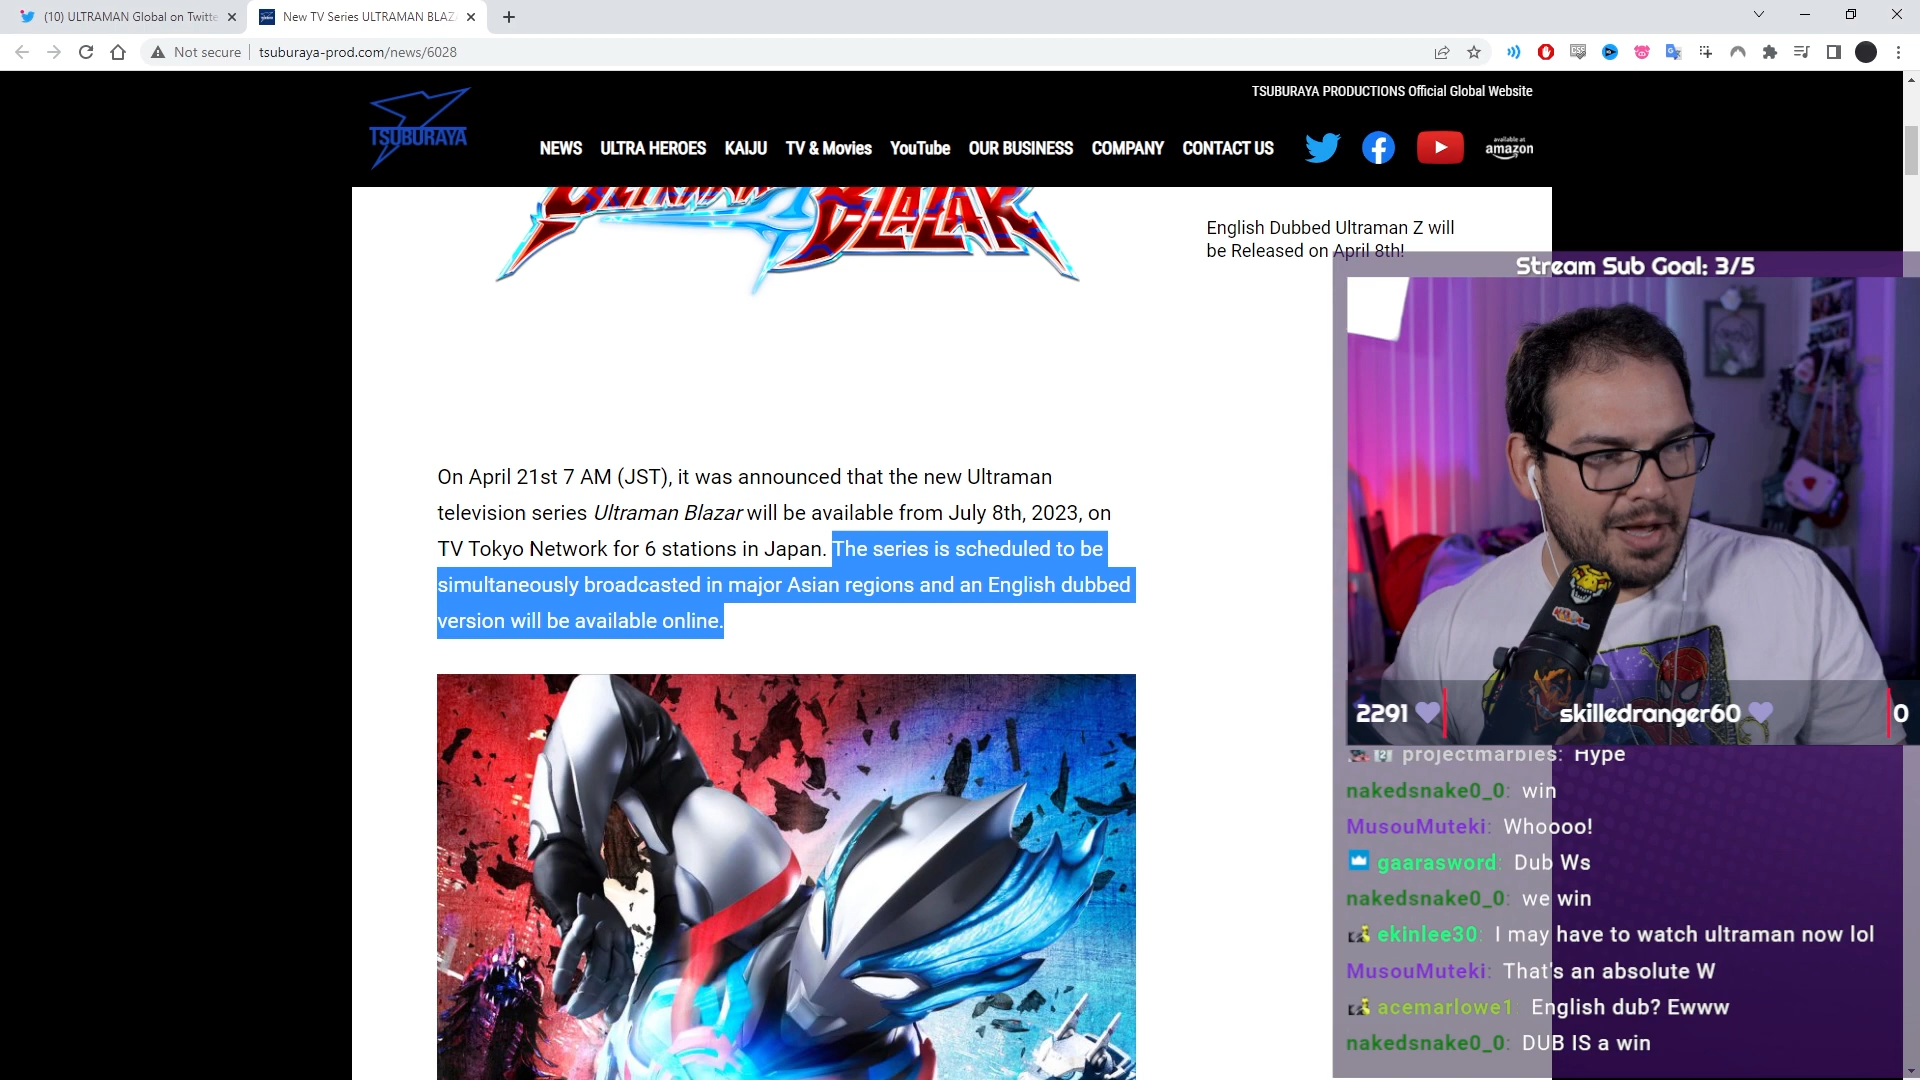 (10) ULTRAMAN Global on Twitte
New TV Series ULTRAMAN BLAZ
Not secure
tsuburaya-prod.com/news/6028
TSUBURAYA PRODUCTIONS Official Global Website
TSUBURAYA
NEWS
ULTRA HEROES
KAIJU
TV & Movies
YouTube
OUR BUSINESS
COMPANY
CONTACT US
available at
amazon
ULTRAMAN
BLAZAR
English Dubbed Ultraman Z will
be Released on April 8th!
Stream Sub Goal: 3/5
On April 21st 7 AM (JST), it was announced that the new Ultraman
television series Ultraman Blazar will be available from July 8th, 2023, on
TV Tokyo Network for 6 stations in Japan. The series is scheduled to be
simultaneously broadcasted in major Asian regions and an English dubbed
version will be available online.
2291
skilledranger60
0
projectmarbles: Hype
nakedsnake0_0: win
MusouMuteki: Whoooo!
gaarasword: Dub Ws
nakedsnake0_0: we win
ekinlee30: I may have to watch ultraman now lol
MusouMuteki: That's an absolute W
acemarlowe1: English dub? Ewww
nakedsnake0_0: DUB IS a win